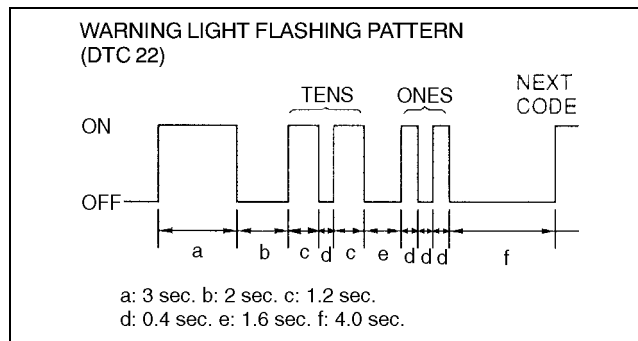 WARNING LIGHT FLASHING PATTERN
(DTC 22)
TENS ONES NEXT
CODE
ON
OFF
a b c d c e d d d f
a: 3 sec. b: 2 sec. c: 1.2 sec.
d: 0.4 sec. e: 1.6 sec. f: 4.0 sec.